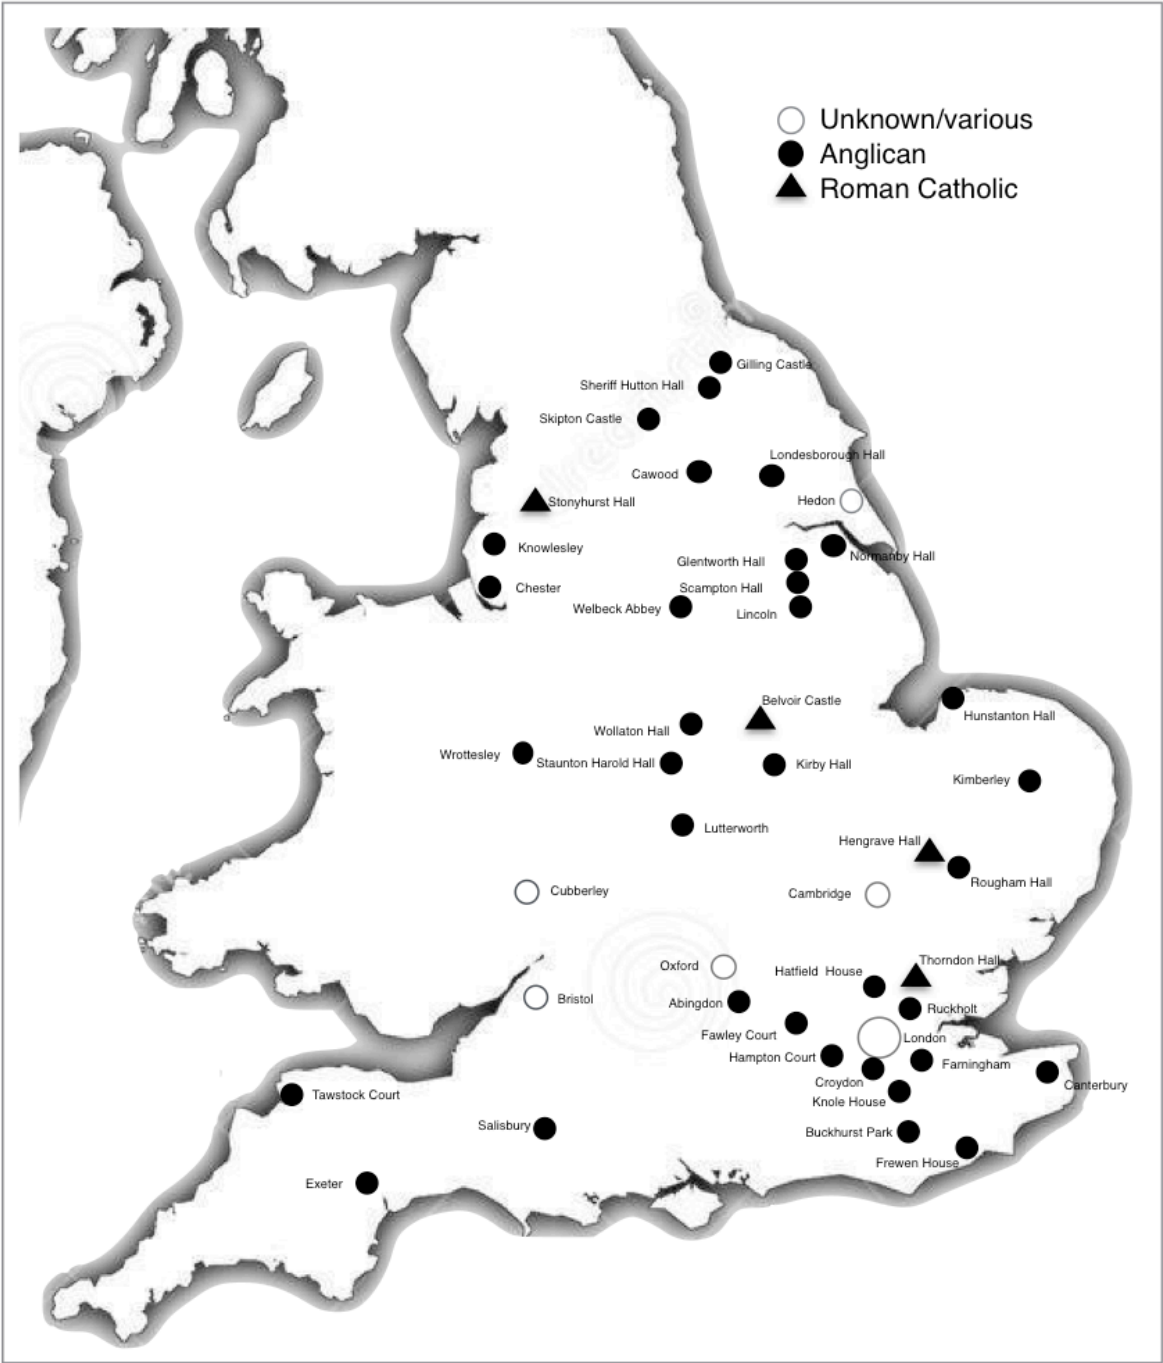 Unknown/various
Anglican
Roman Catholic
Gilling Castle
Sheriff Hutton Hall
Skipton Castle
Londesborough Hall
Cawood
Hedon
Stonyhurst Hall
Knowlesley
Normanby Hall
Glentworth Hall
Chester
Scampton Hall
Welbeck Abbey
Lincoln
Belvoir Castle
Hunstanton Hall
Wollaton Hall
Wrottesley
Staunton Harold Hall
Kirby Hall
Kimberley
Lutterworth
Hengrave Hall
Rougham Hall
Cubberley
Cambridge
Thorndon Hall
Oxford
Hatfield House
Bristol
Abingdon
Ruckholt
Fawley Court
London
Hampton Court
Farningham
Croydon
Canterbury
Tawstock Court
Knole House
Salisbury
Buckhurst Park
Frewen House
Exeter